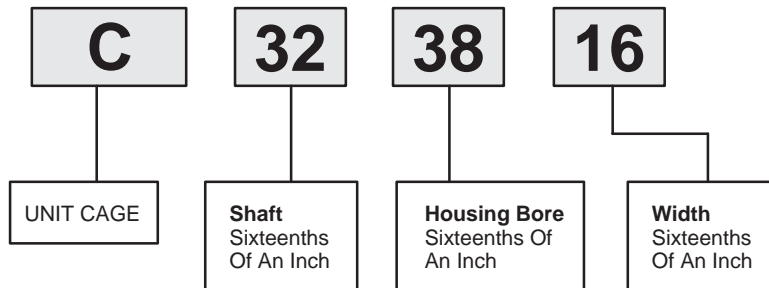 C 32 38 16
UNIT CAGE
Shaft
Sixteenths
Of An Inch
Housing Bore
Sixteenths Of
An Inch
Width
Sixteenths
Of An Inch